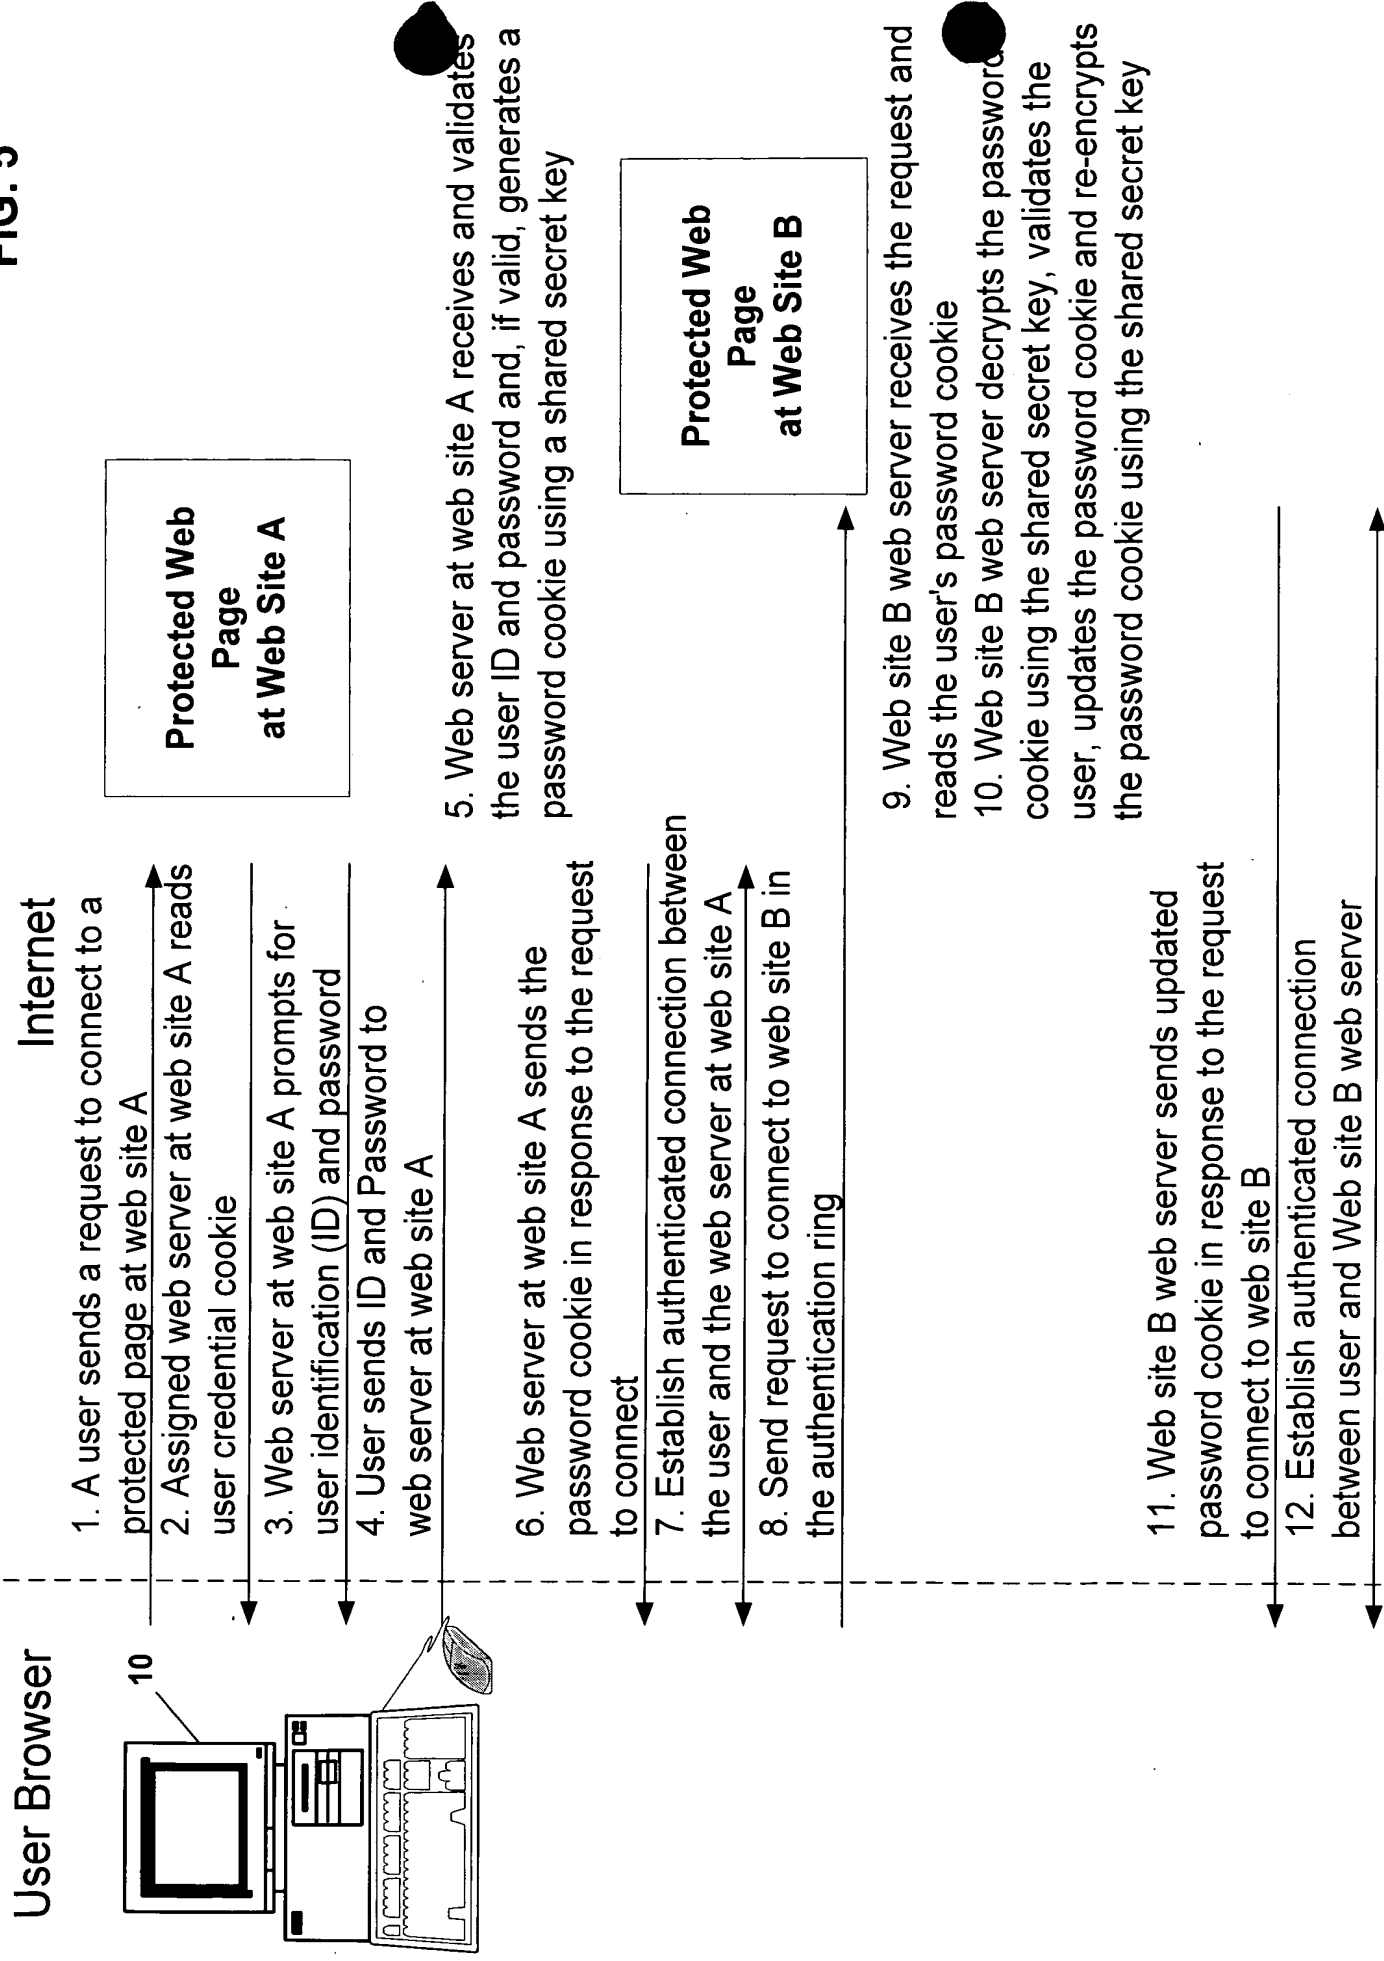 FIG. 5
User Browser
Internet
10
1. A user sends a request to connect to a
protected page at web site A
2. Assigned web server at web site A reads
user credential cookie
3. Web server at web site A prompts for
user identification (ID) and password
4. User sends ID and Password to
web server at web site A
Protected Web
Page
at Web Site A
5. Web server at web site A receives and validates
the user ID and password and, if valid, generates a
password cookie using a shared secret key
6. Web server at web site A sends the
password cookie in response to the request
to connect
7. Establish authenticated connection between
the user and the web server at web site A
8. Send request to connect to web site B in
the authentication ring
Protected Web
Page
at Web Site B
9. Web site B web server receives the request and
reads the user's password cookie
10. Web site B web server decrypts the password
cookie using the shared secret key, validates the
user, updates the password cookie and re-encrypts
the password cookie using the shared secret key
11. Web site B web server sends updated
password cookie in response to the request
to connect to web site B
12. Establish authenticated connection
between user and Web site B web server